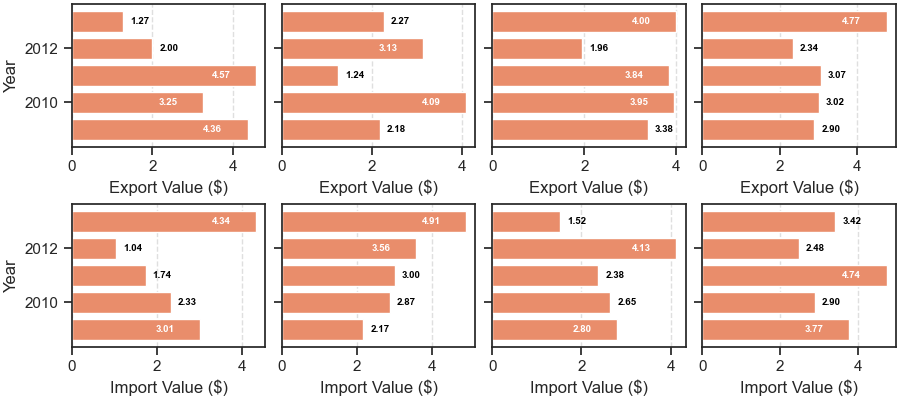 1.27 2.27 4.00 4.77
2012 2.00 3.13 1.96 2.34
Year 4.57 1.24 3.84 3.07
2010 3.25 4.09 3.95 3.02
4.36 2.18 3.38 2.90
0 2 4 0 2 4 0 2 4 0 2 4
Export Value ($) Export Value ($) Export Value ($) Export Value ($)
4.34 4.91 1.52 3.42
2012 1.04 3.56 4.13 2.48
Year 1.74 3.00 2.38 4.74
2010 2.33 2.87 2.65 2.90
3.01 2.17 2.80 3.77
0 2 4 0 2 4 0 2 4 0 2 4
Import Value ($) Import Value ($) Import Value ($) Import Value ($)